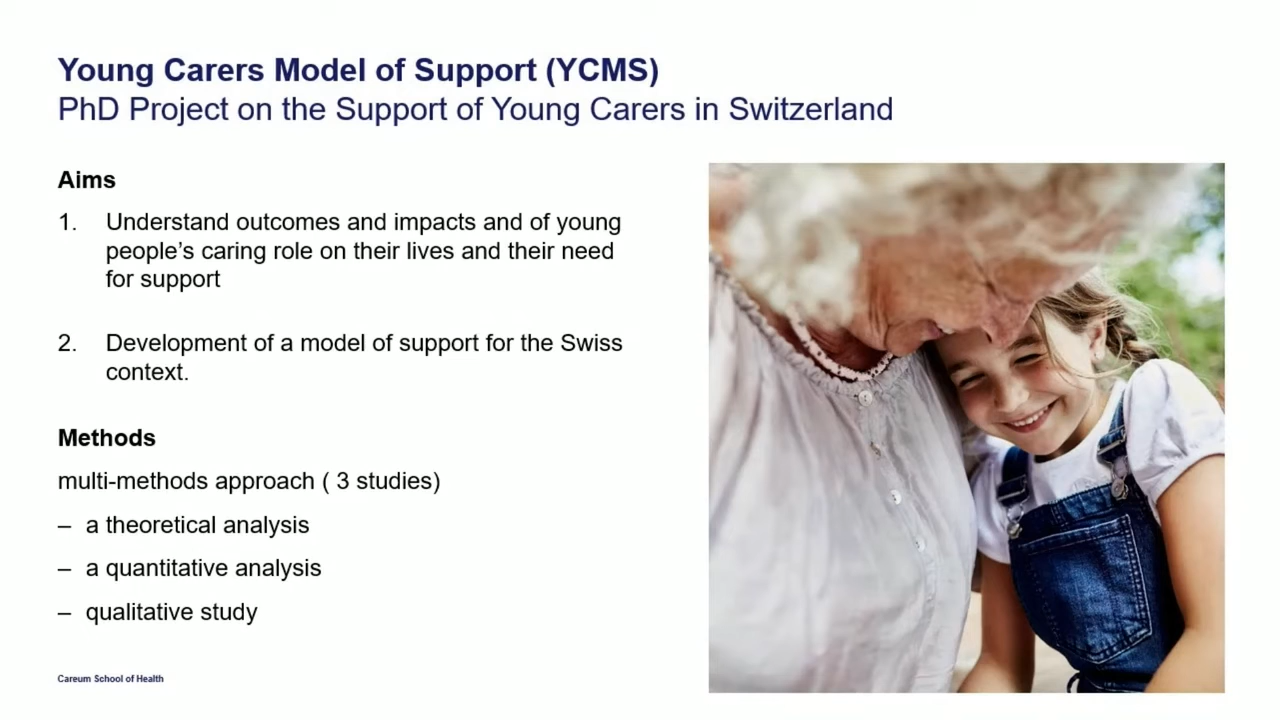 Young Carers Model of Support (YCMS)
PhD Project on the Support of Young Carers in Switzerland
Aims
1. Understand outcomes and impacts and of young
people’s caring role on their lives and their need
for support
2. Development of a model of support for the Swiss
context.
Methods
multi-methods approach ( 3 studies)
– a theoretical analysis
– a quantitative analysis
– qualitative study
Careum School of Health